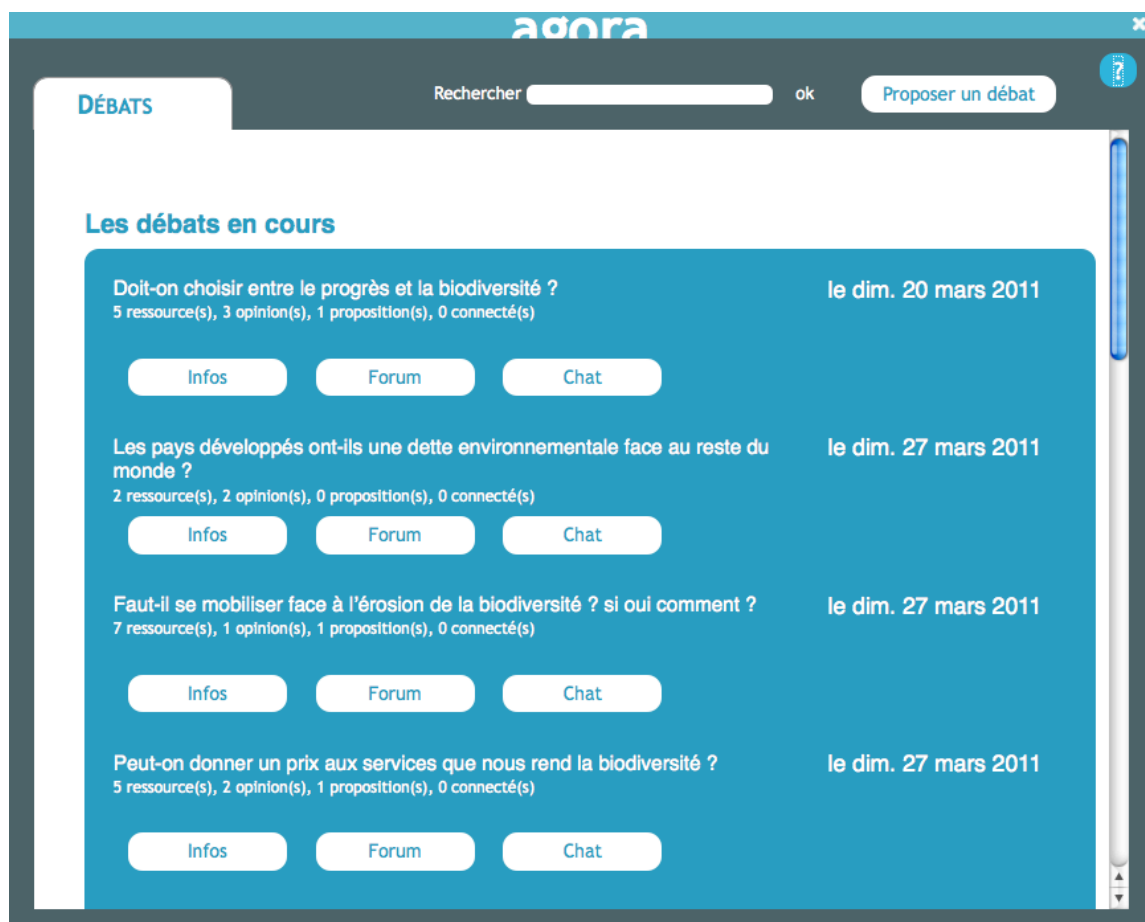 agora
?
DÉBATS
Rechercher ok Proposer un débat
Les débats en cours
Doit-on choisir entre le progrès et la biodiversité ? le dim. 20 mars 2011
5 ressource(s), 3 opinion(s), 1 proposition(s), 0 connecté(s)
Infos Forum Chat
Les pays développés ont-ils une dette environnementale face au reste du le dim. 27 mars 2011
monde ?
2 ressource(s), 2 opinion(s), 0 proposition(s), 0 connecté(s)
Infos Forum Chat
Faut-il se mobiliser face à l'érosion de la biodiversité ? si oui comment ? le dim. 27 mars 2011
7 ressource(s), 1 opinion(s), 1 proposition(s), 0 connecté(s)
Infos Forum Chat
Peut-on donner un prix aux services que nous rend la biodiversité ? le dim. 27 mars 2011
5 ressource(s), 2 opinion(s), 1 proposition(s), 0 connecté(s)
Infos Forum Chat